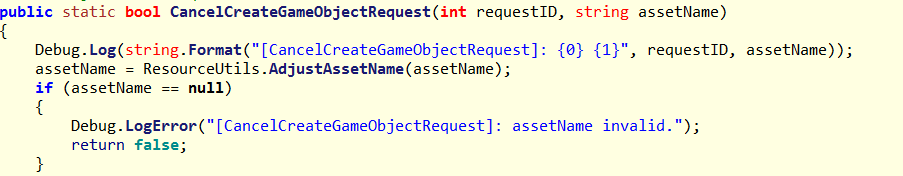 public static bool CancelCreateGameObjectRequest(int requestID, string assetName)
{
    Debug.Log(string.Format("[CancelCreateGameObjectRequest]: {0} {1}", requestID, assetName));
    assetName = ResourceUtils.AdjustAssetName(assetName);
    if (assetName == null)
    {
        Debug.LogError("[CancelCreateGameObjectRequest]: assetName invalid.");
        return false;
    }